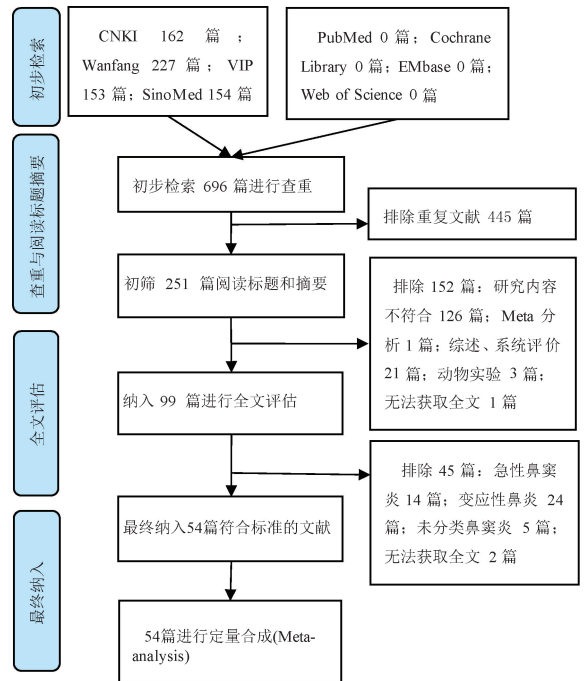 初步检索
CNKI 162 篇；
Wanfang 227 篇；VIP
153 篇；SinoMed 154 篇
PubMed 0 篇；Cochrane
Library 0 篇；EMbase 0 篇；
Web of Science 0 篇
查重与阅读标题摘要
初步检索 696 篇进行查重
排除重复文献 445 篇
初筛 251 篇阅读标题和摘要
排除 152 篇：研究内容
不符合 126 篇；Meta 分
析 1 篇；综述、系统评价
21 篇；动物实验 3 篇；
无法获取全文 1 篇
全文评估
纳入 99 篇进行全文评估
排除 45 篇：急性鼻窦
炎 14 篇；变应性鼻炎 24
篇；未分类鼻窦炎 5 篇；
无法获取全文 2 篇
最终纳入
最终纳入54篇符合标准的文献
54篇进行定量合成(Meta-
analysis)